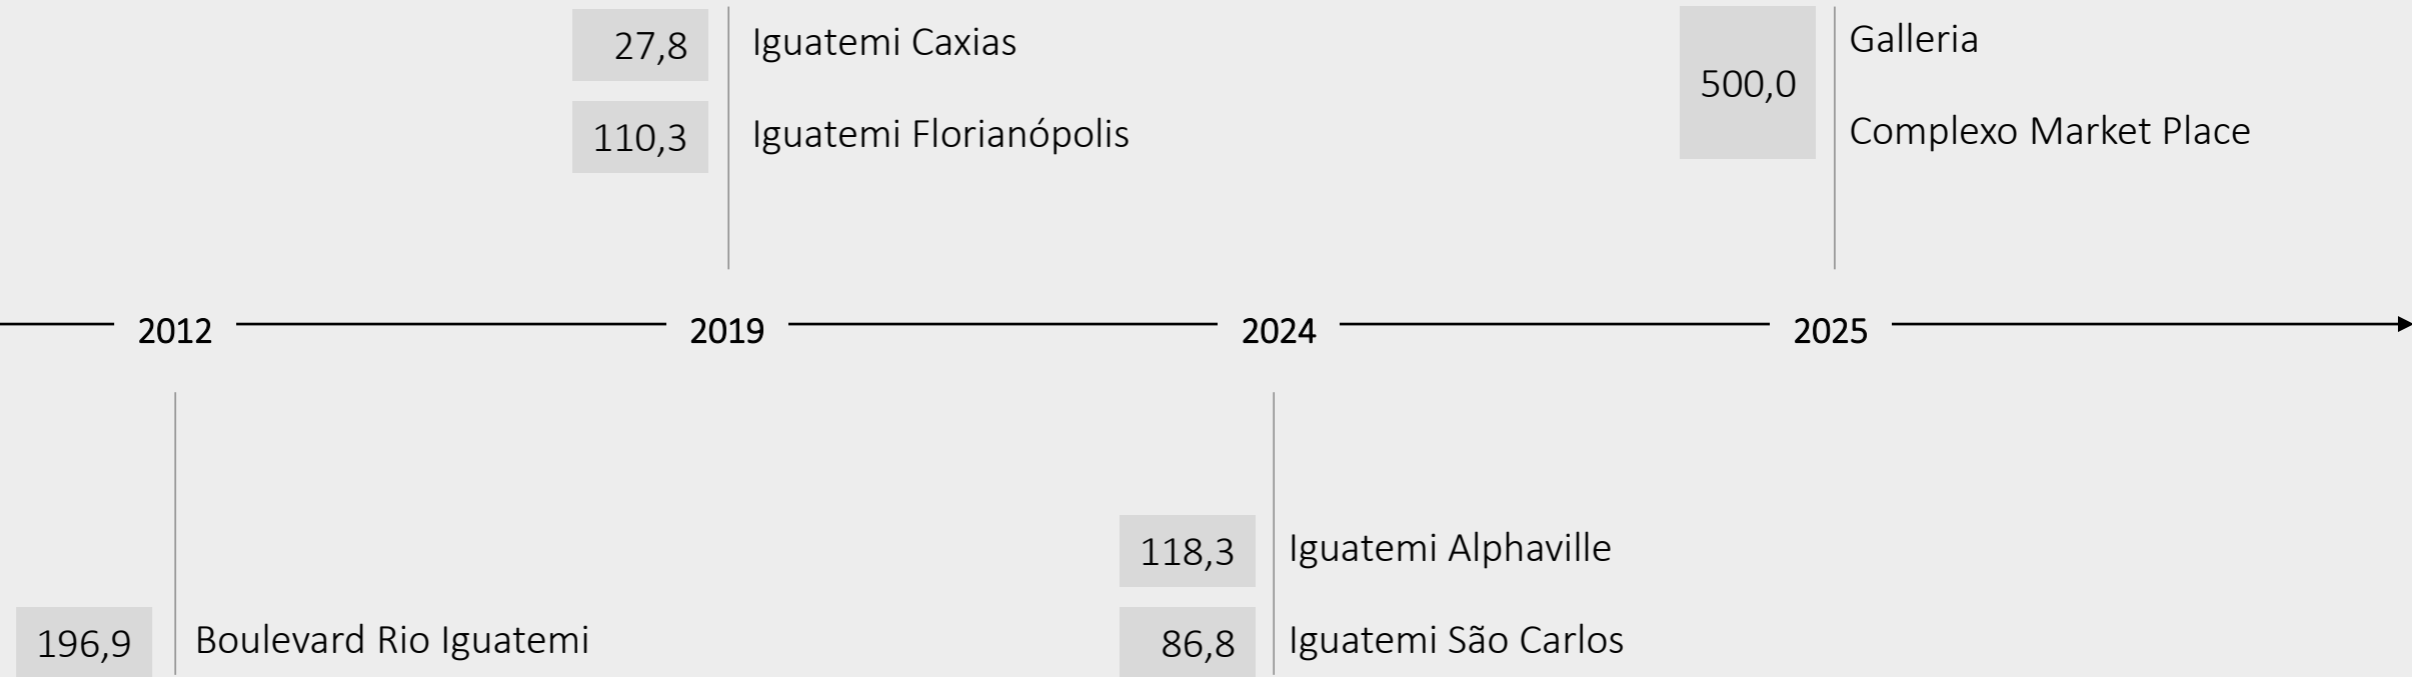 27,8 Iguatemi Caxias
110,3 Iguatemi Florianópolis
Galleria
500,0
Complexo Market Place
2012 2019 2024 2025
118,3 Iguatemi Alphaville
196,9 Boulevard Rio Iguatemi
86,8 Iguatemi São Carlos